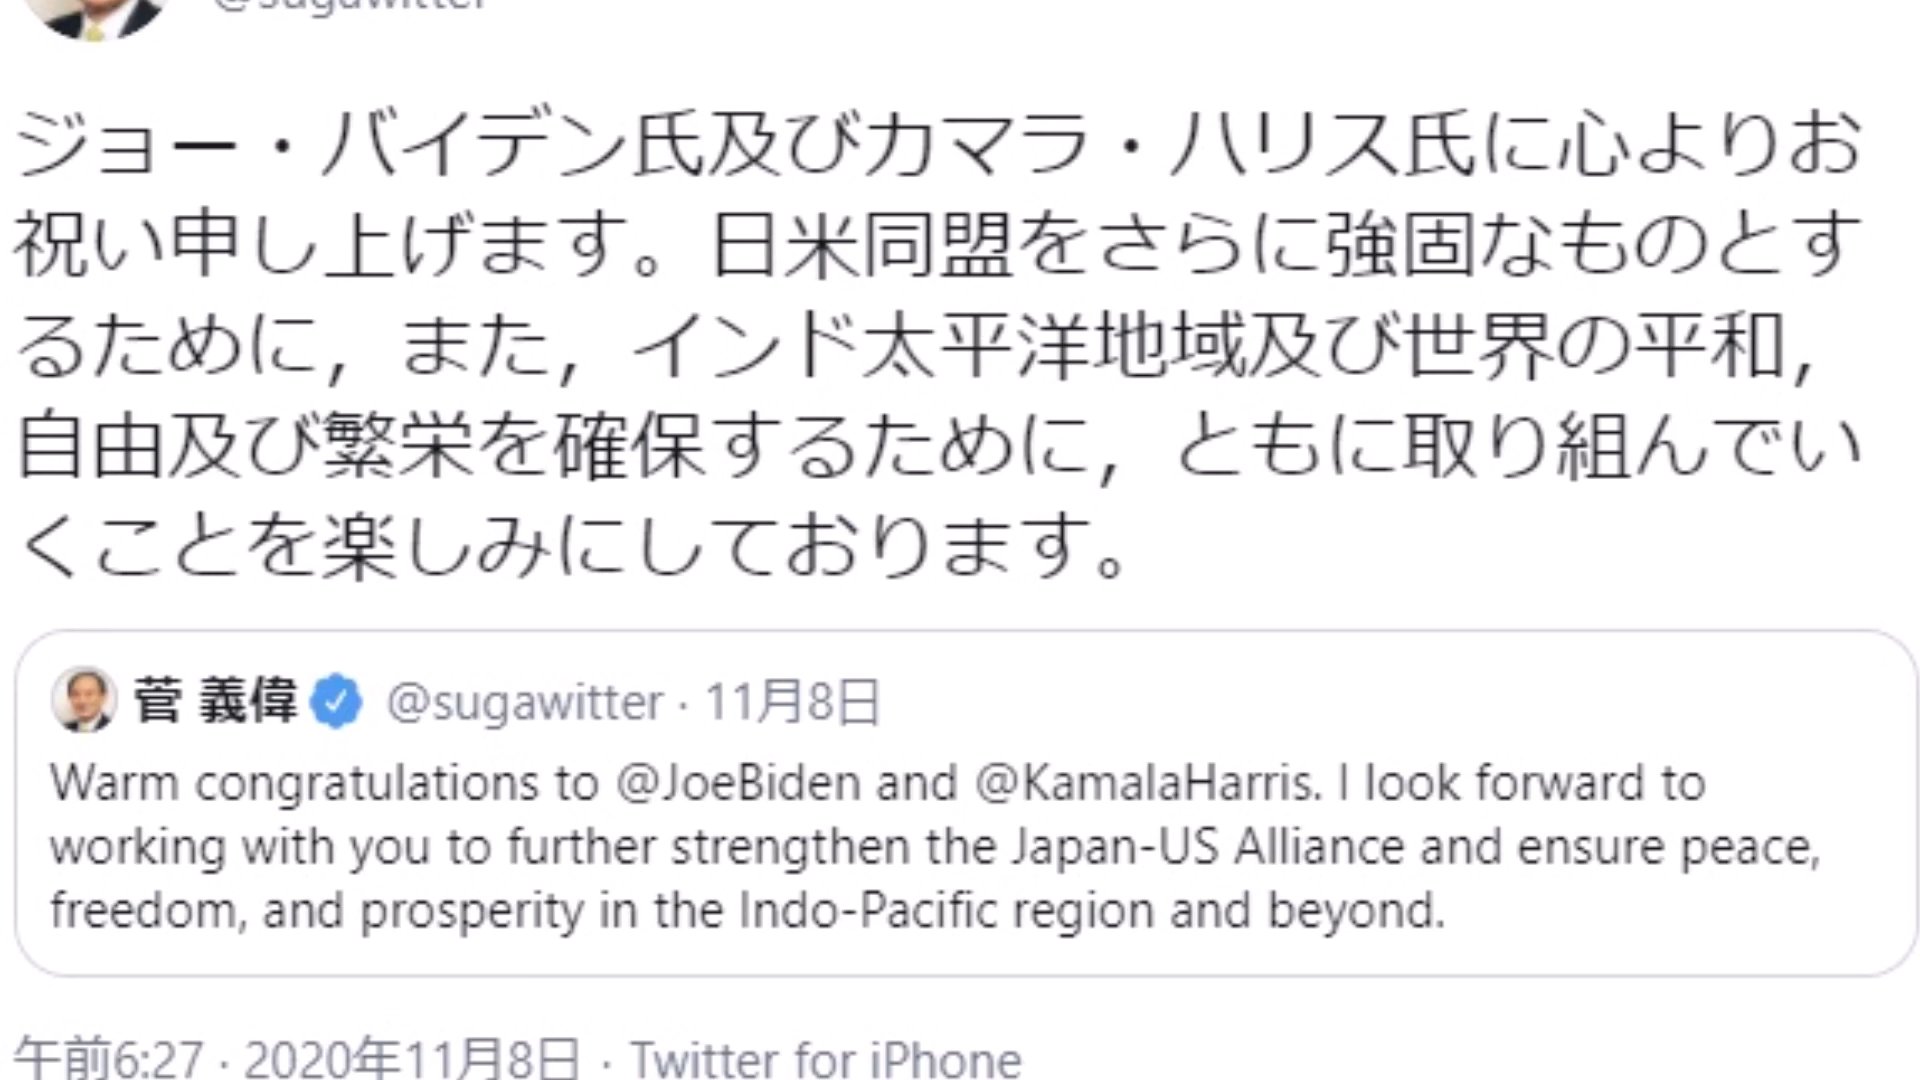 @sugawitter
ジョー・バイデン氏及びカマラ・ハリス氏に心よりお
祝い申し上げます。日米同盟をさらに強固なものとす
るために，また，インド太平洋地域及び世界の平和，
自由及び繁栄を確保するために，ともに取り組んでい
くことを楽しみにしております。
菅 義偉 @sugawitter · 11月8日
Warm congratulations to @JoeBiden and @KamalaHarris. I look forward to
working with you to further strengthen the Japan-US Alliance and ensure peace,
freedom, and prosperity in the Indo-Pacific region and beyond.
午前6:27 · 2020年11月8日 · Twitter for iPhone